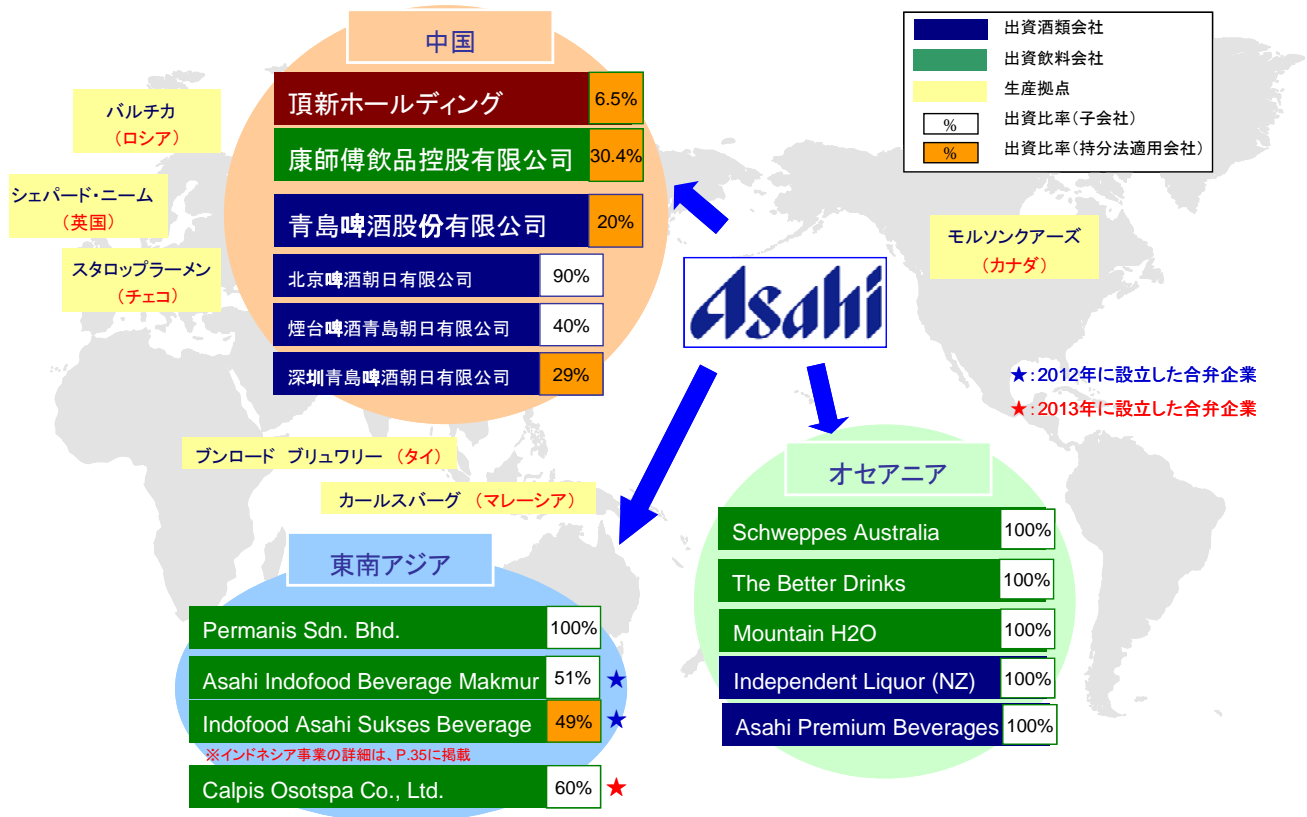 中国
頂新ホールディング 6.5%
康師傅飲品控股有限公司 30.4%
青島啤酒股份有限公司 20%
北京啤酒朝日有限公司 90%
煙台啤酒青島朝日有限公司 40%
深圳青島啤酒朝日有限公司 29%
出資酒類会社
出資飲料会社
生産拠点
% 出資比率(子会社)
% 出資比率(持分法適用会社)
バルチカ
(ロシア)
シェパード・ニーム
(英国)
スタロップラーメン
(チェコ)
モルソンクアーズ
(カナダ)
Asahi
★:2012年に設立した合弁企業
★:2013年に設立した合弁企業
ブンロード ブリュワリー (タイ)
カールスバーグ (マレーシア)
東南アジア
Permanis Sdn. Bhd. 100%
Asahi Indofood Beverage Makmur 51% ★
Indofood Asahi Sukses Beverage 49% ★
※インドネシア事業の詳細は、P.35に掲載
Calpis Osotspa Co., Ltd. 60% ★
オセアニア
Schweppes Australia 100%
The Better Drinks 100%
Mountain H2O 100%
Independent Liquor (NZ) 100%
Asahi Premium Beverages 100%